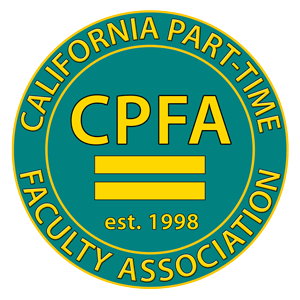 CALIFORNIA PART-TIME
CPFA
est. 1998
FACULTY ASSOCIATION